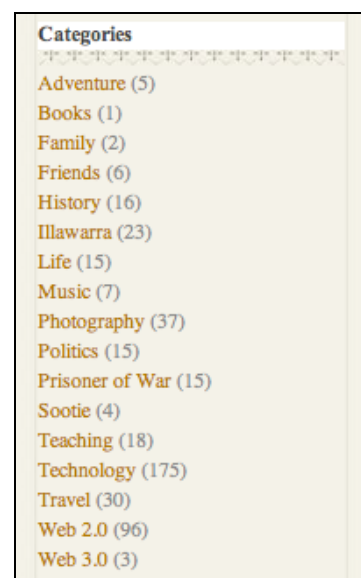 Categories
Adventure (5)
Books (1)
Family (2)
Friends (6)
History (16)
Illawarra (23)
Life (15)
Music (7)
Photography (37)
Politics (15)
Prisoner of War (15)
Sootie (4)
Teaching (18)
Technology (175)
Travel (30)
Web 2.0 (96)
Web 3.0 (3)